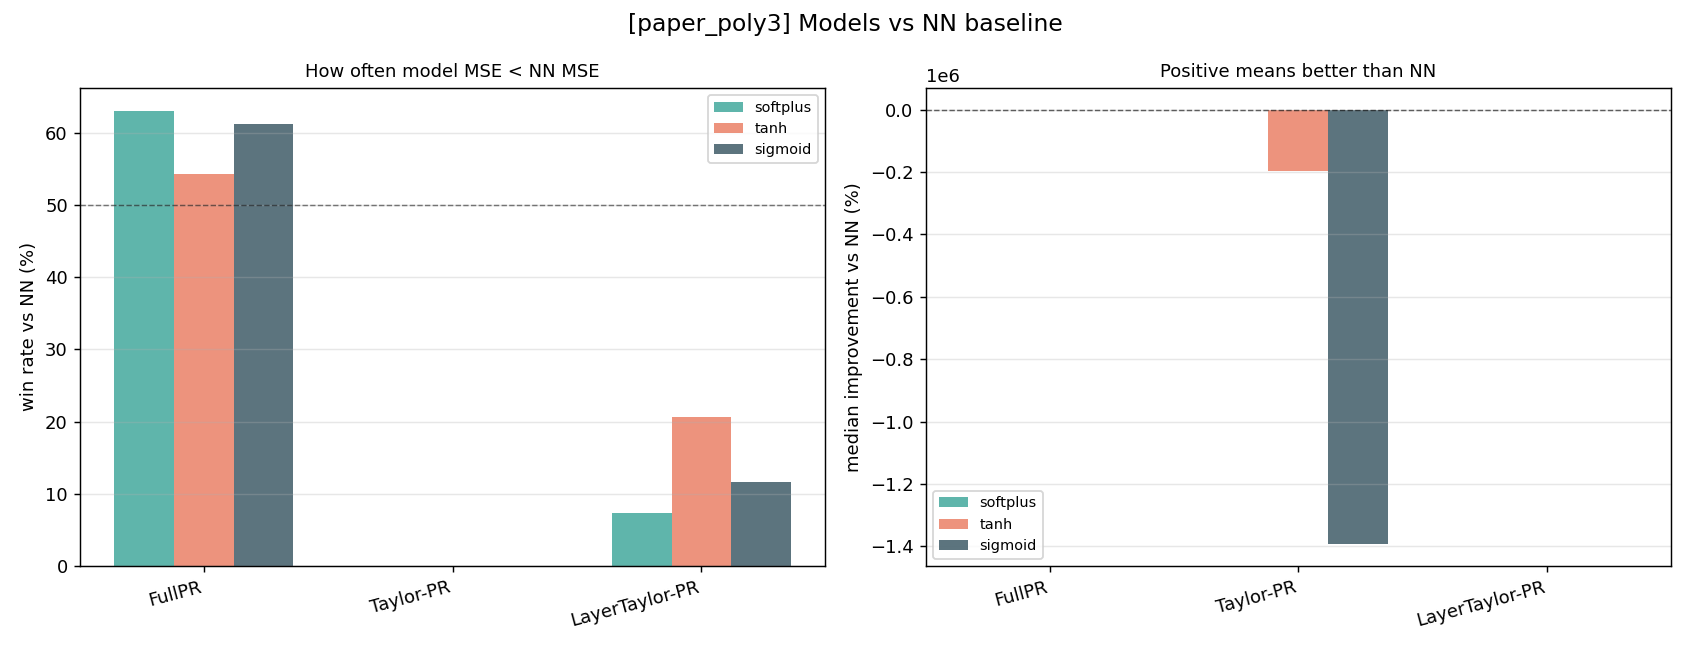 [paper_poly3] Models vs NN baseline
How often model MSE < NN MSE
win rate vs NN (%)
60
50
40
30
20
10
0
softplus
tanh
sigmoid
FullPR
Taylor-PR
LayerTaylor-PR
Positive means better than NN
1e6
median improvement vs NN (%)
0.0
−0.2
−0.4
−0.6
−0.8
−1.0
−1.2
−1.4
softplus
tanh
sigmoid
FullPR
Taylor-PR
LayerTaylor-PR